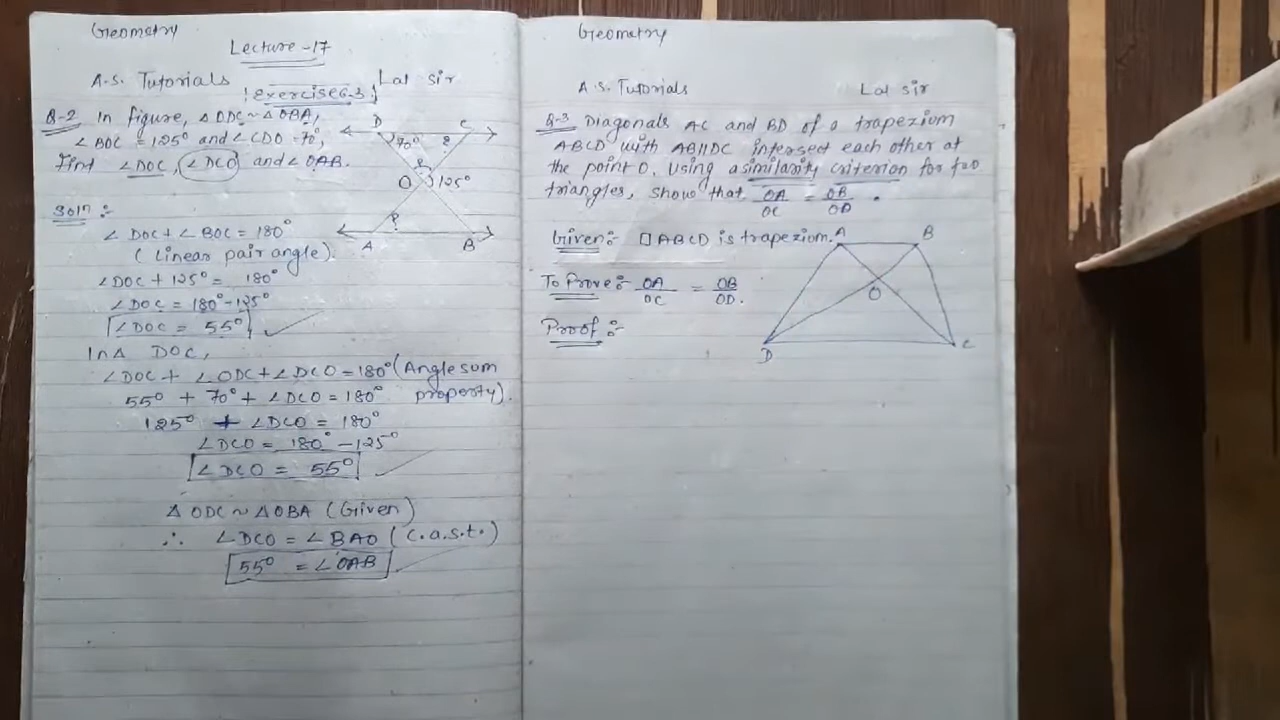 Geometry
Lecture-17
A.S. Tutorials Lal sir
Exercise 6.3
Q-2 In figure, △ODC ~ △OBA,
∠BOC = 125° and ∠CDO = 70°,
Find ∠DOC, ∠DCO and ∠OAB.
D C
70° ?
?
O 125°
?
A B
Soln :-
∠DOC + ∠BOC = 180°
(Linear pair angle).
∠DOC + 125° = 180°
∠DOC = 180° - 125°
∠DOC = 55°
In △ DOC,
∠DOC + ∠ODC + ∠DCO = 180° (Angle sum
55° + 70° + ∠DCO = 180° property).
125° + ∠DCO = 180°
∠DCO = 180° - 125°
∠DCO = 55°
△ ODC ~ △OBA (Given)
∴ ∠DCO = ∠BAO (c.a.s.t.)
55° = ∠OAB
Geometry
A.S. Tutorials Lal sir
Q-3 Diagonals AC and BD of a trapezium
ABCD with AB||DC intersect each other at
the point O. Using a similarity criterion for two
triangles, show that OA/OC = OB/OD.
Given:- □ABCD is trapezium.
A B
To Prove:- OA/OC = OB/OD.
O
Proof:-
D C